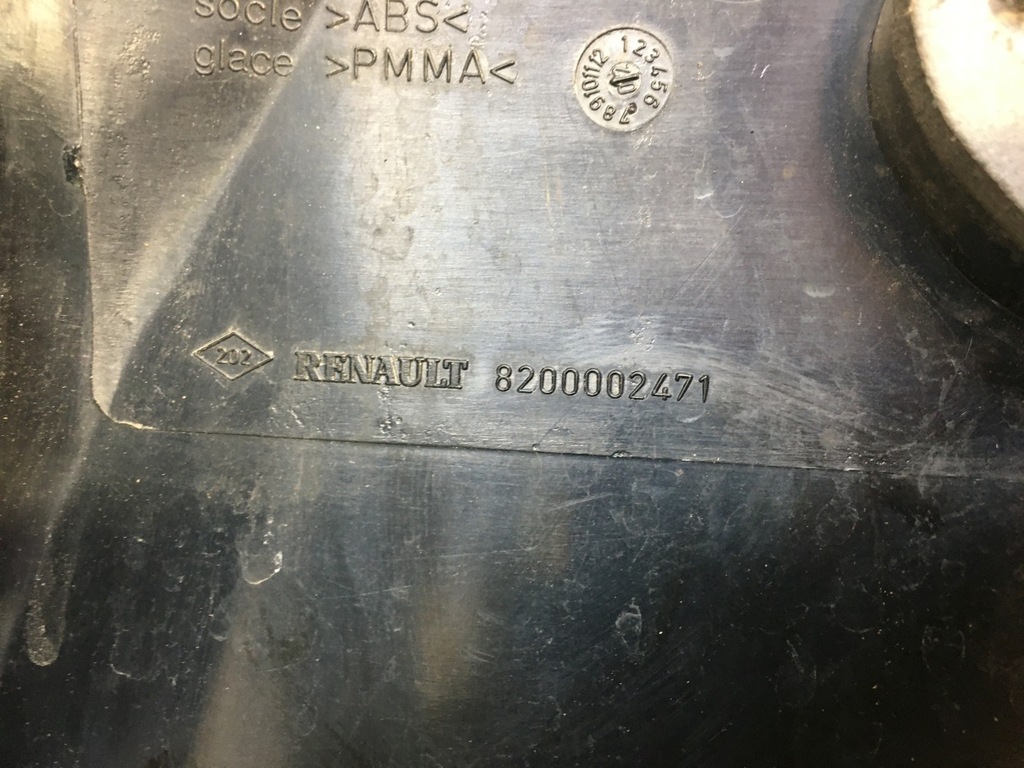 socle >ABS<
glace >PMMA<
1 2 3 4 5 6 7 8 9 10 11 12
202 RENAULT 8200002471